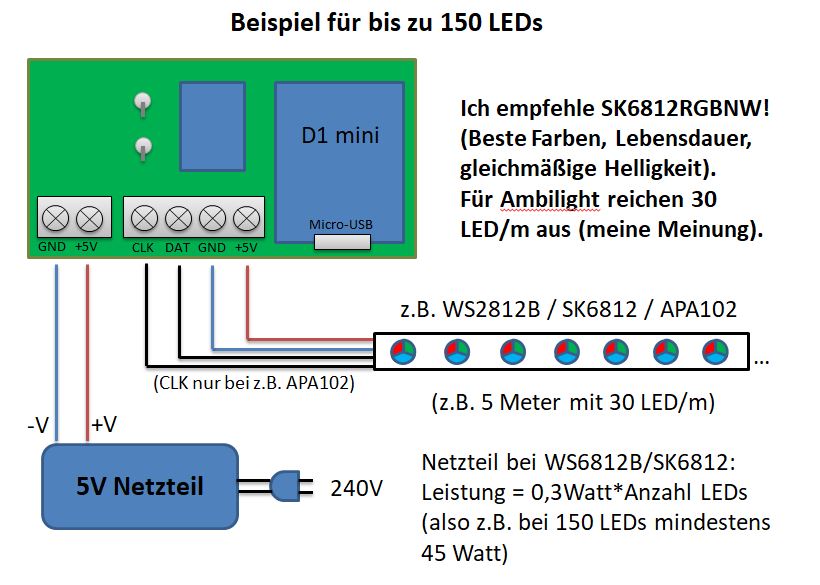 Beispiel für bis zu 150 LEDs
Ich empfehle SK6812RGBNW!
(Beste Farben, Lebensdauer,
gleichmäßige Helligkeit).
Für Ambilight reichen 30
LED/m aus (meine Meinung).
D1 mini
Micro-USB
GND +5V CLK DAT GND +5V
z.B. WS2812B / SK6812 / APA102
...
(CLK nur bei z.B. APA102)
(z.B. 5 Meter mit 30 LED/m)
-V +V
5V Netzteil
240V
Netzteil bei WS6812B/SK6812:
Leistung = 0,3Watt*Anzahl LEDs
(also z.B. bei 150 LEDs mindestens
45 Watt)